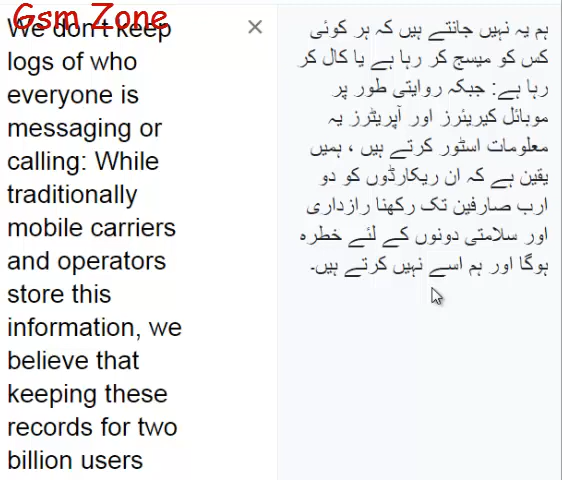 Gsm Zone
We don't keep
logs of who
everyone is
messaging or
calling: While
traditionally
mobile carriers
and operators
store this
information, we
believe that
keeping these
records for two
billion users
ہم یہ نہیں جانتے ہیں کہ ہر کوئی
کس کو میسج کر رہا ہے یا کال کر
رہا ہے: جبکہ روایتی طور پر
موبائل کیریئرز اور آپریٹرز یہ
معلومات اسٹور کرتے ہیں ، ہمیں
یقین ہے کہ ان ریکارڈوں کو دو
ارب صارفین تک رکھنا رازداری
اور سلامتی دونوں کے لئے خطرہ
ہوگا اور ہم اسے نہیں کرتے ہیں۔